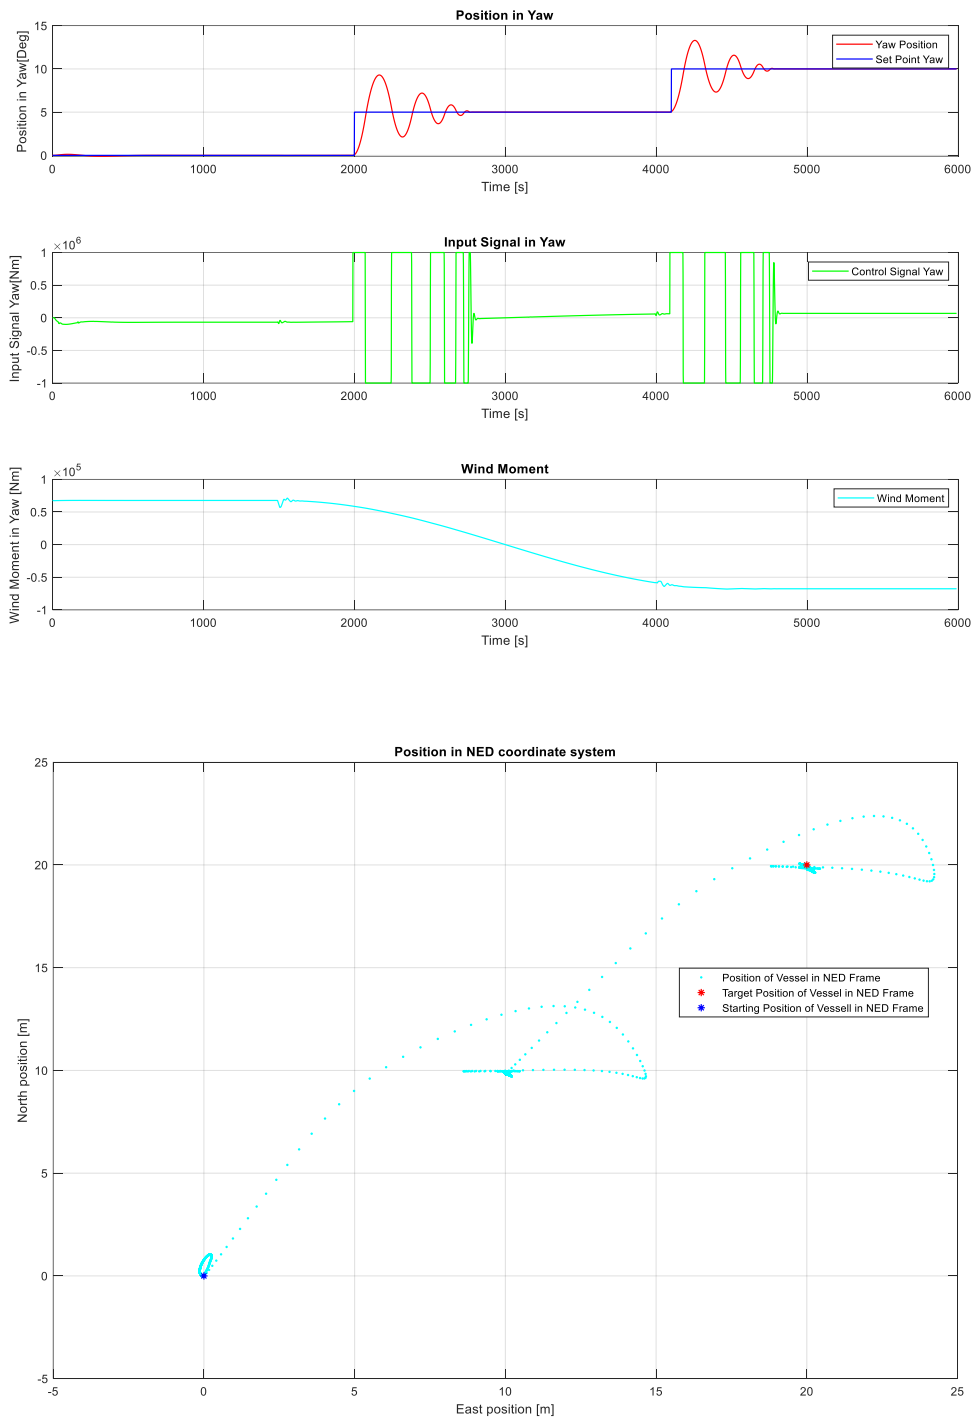 Position in Yaw
Position in Yaw[Deg]
15
10
5
0
Yaw Position
Set Point Yaw
0 1000 2000 3000 4000 5000 6000
Time [s]
Input Signal in Yaw
×10^6
Input Signal Yaw[Nm]
1
0.5
0
-0.5
-1
Control Signal Yaw
0 1000 2000 3000 4000 5000 6000
Time [s]
Wind Moment
×10^5
Wind Moment in Yaw [Nm]
1
0.5
0
-0.5
-1
Wind Moment
0 1000 2000 3000 4000 5000 6000
Time [s]
Position in NED coordinate system
North position [m]
25
20
15
10
5
0
-5
Position of Vessel in NED Frame
Target Position of Vessel in NED Frame
Starting Position of Vessell in NED Frame
-5 0 5 10 15 20 25
East position [m]